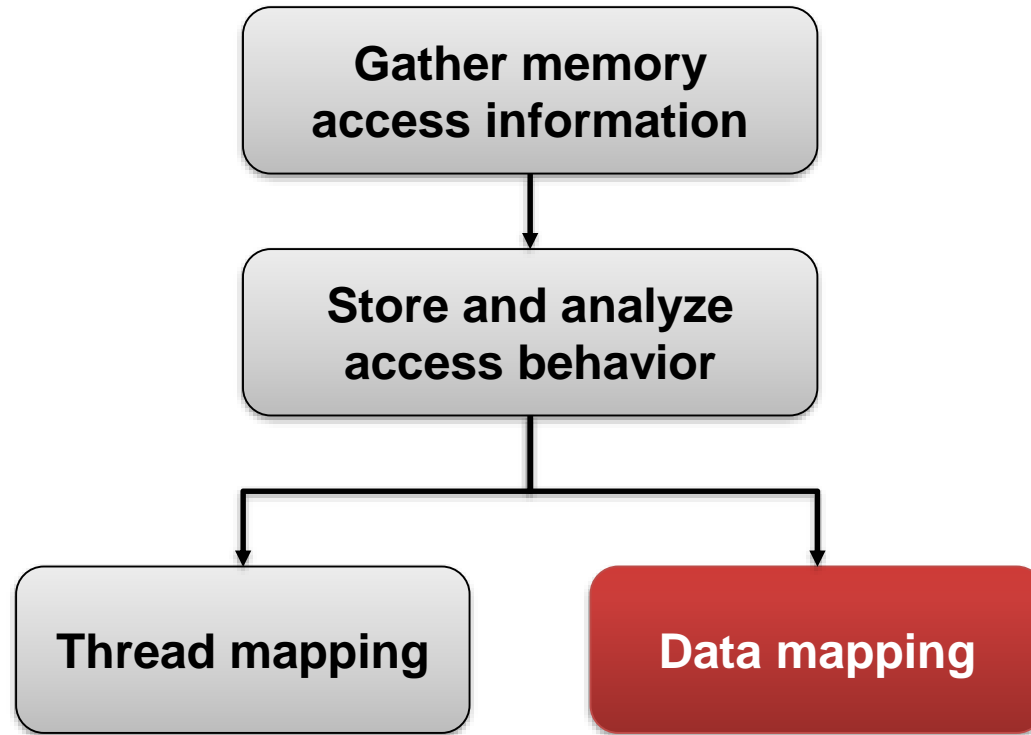 Gather memory
access information
Store and analyze
access behavior
Thread mapping
Data mapping